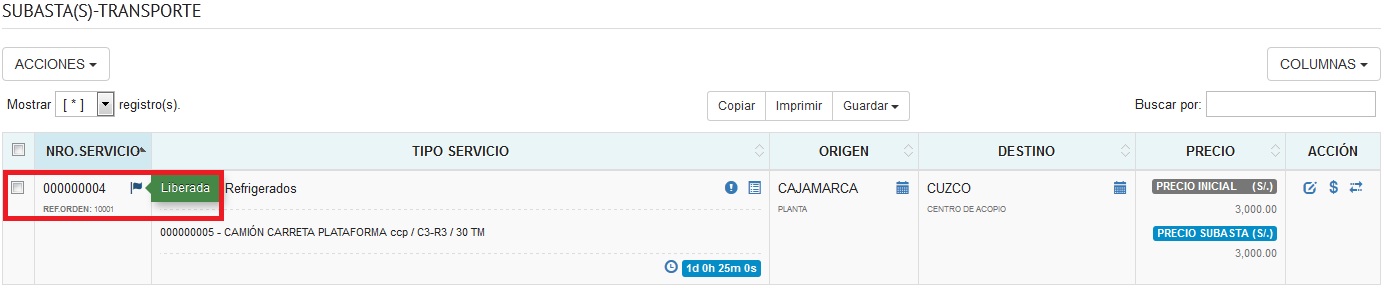 SUBASTA(S)-TRANSPORTE
ACCIONES
COLUMNAS
Mostrar [ * ] registro(s).
Copiar Imprimir Guardar
Buscar por:
NRO.SERVICIO TIPO SERVICIO ORIGEN DESTINO PRECIO ACCIÓN
000000004 Liberada Refrigerados CAJAMARCA CUZCO PRECIO INICIAL (S/.)
REF.ORDEN: 10001 PLANTA CENTRO DE ACOPIO 3,000.00
000000005 - CAMIÓN CARRETA PLATAFORMA ccp / C3-R3 / 30 TM PRECIO SUBASTA (S/.)
3,000.00
1d 0h 25m 0s